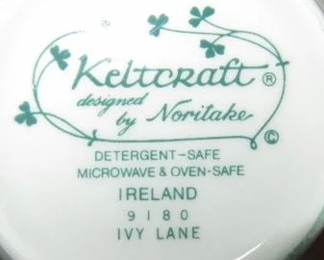 Keltcraft ®
designed
by Noritake
©
DETERGENT-SAFE
MICROWAVE & OVEN-SAFE
IRELAND
9180
IVY LANE